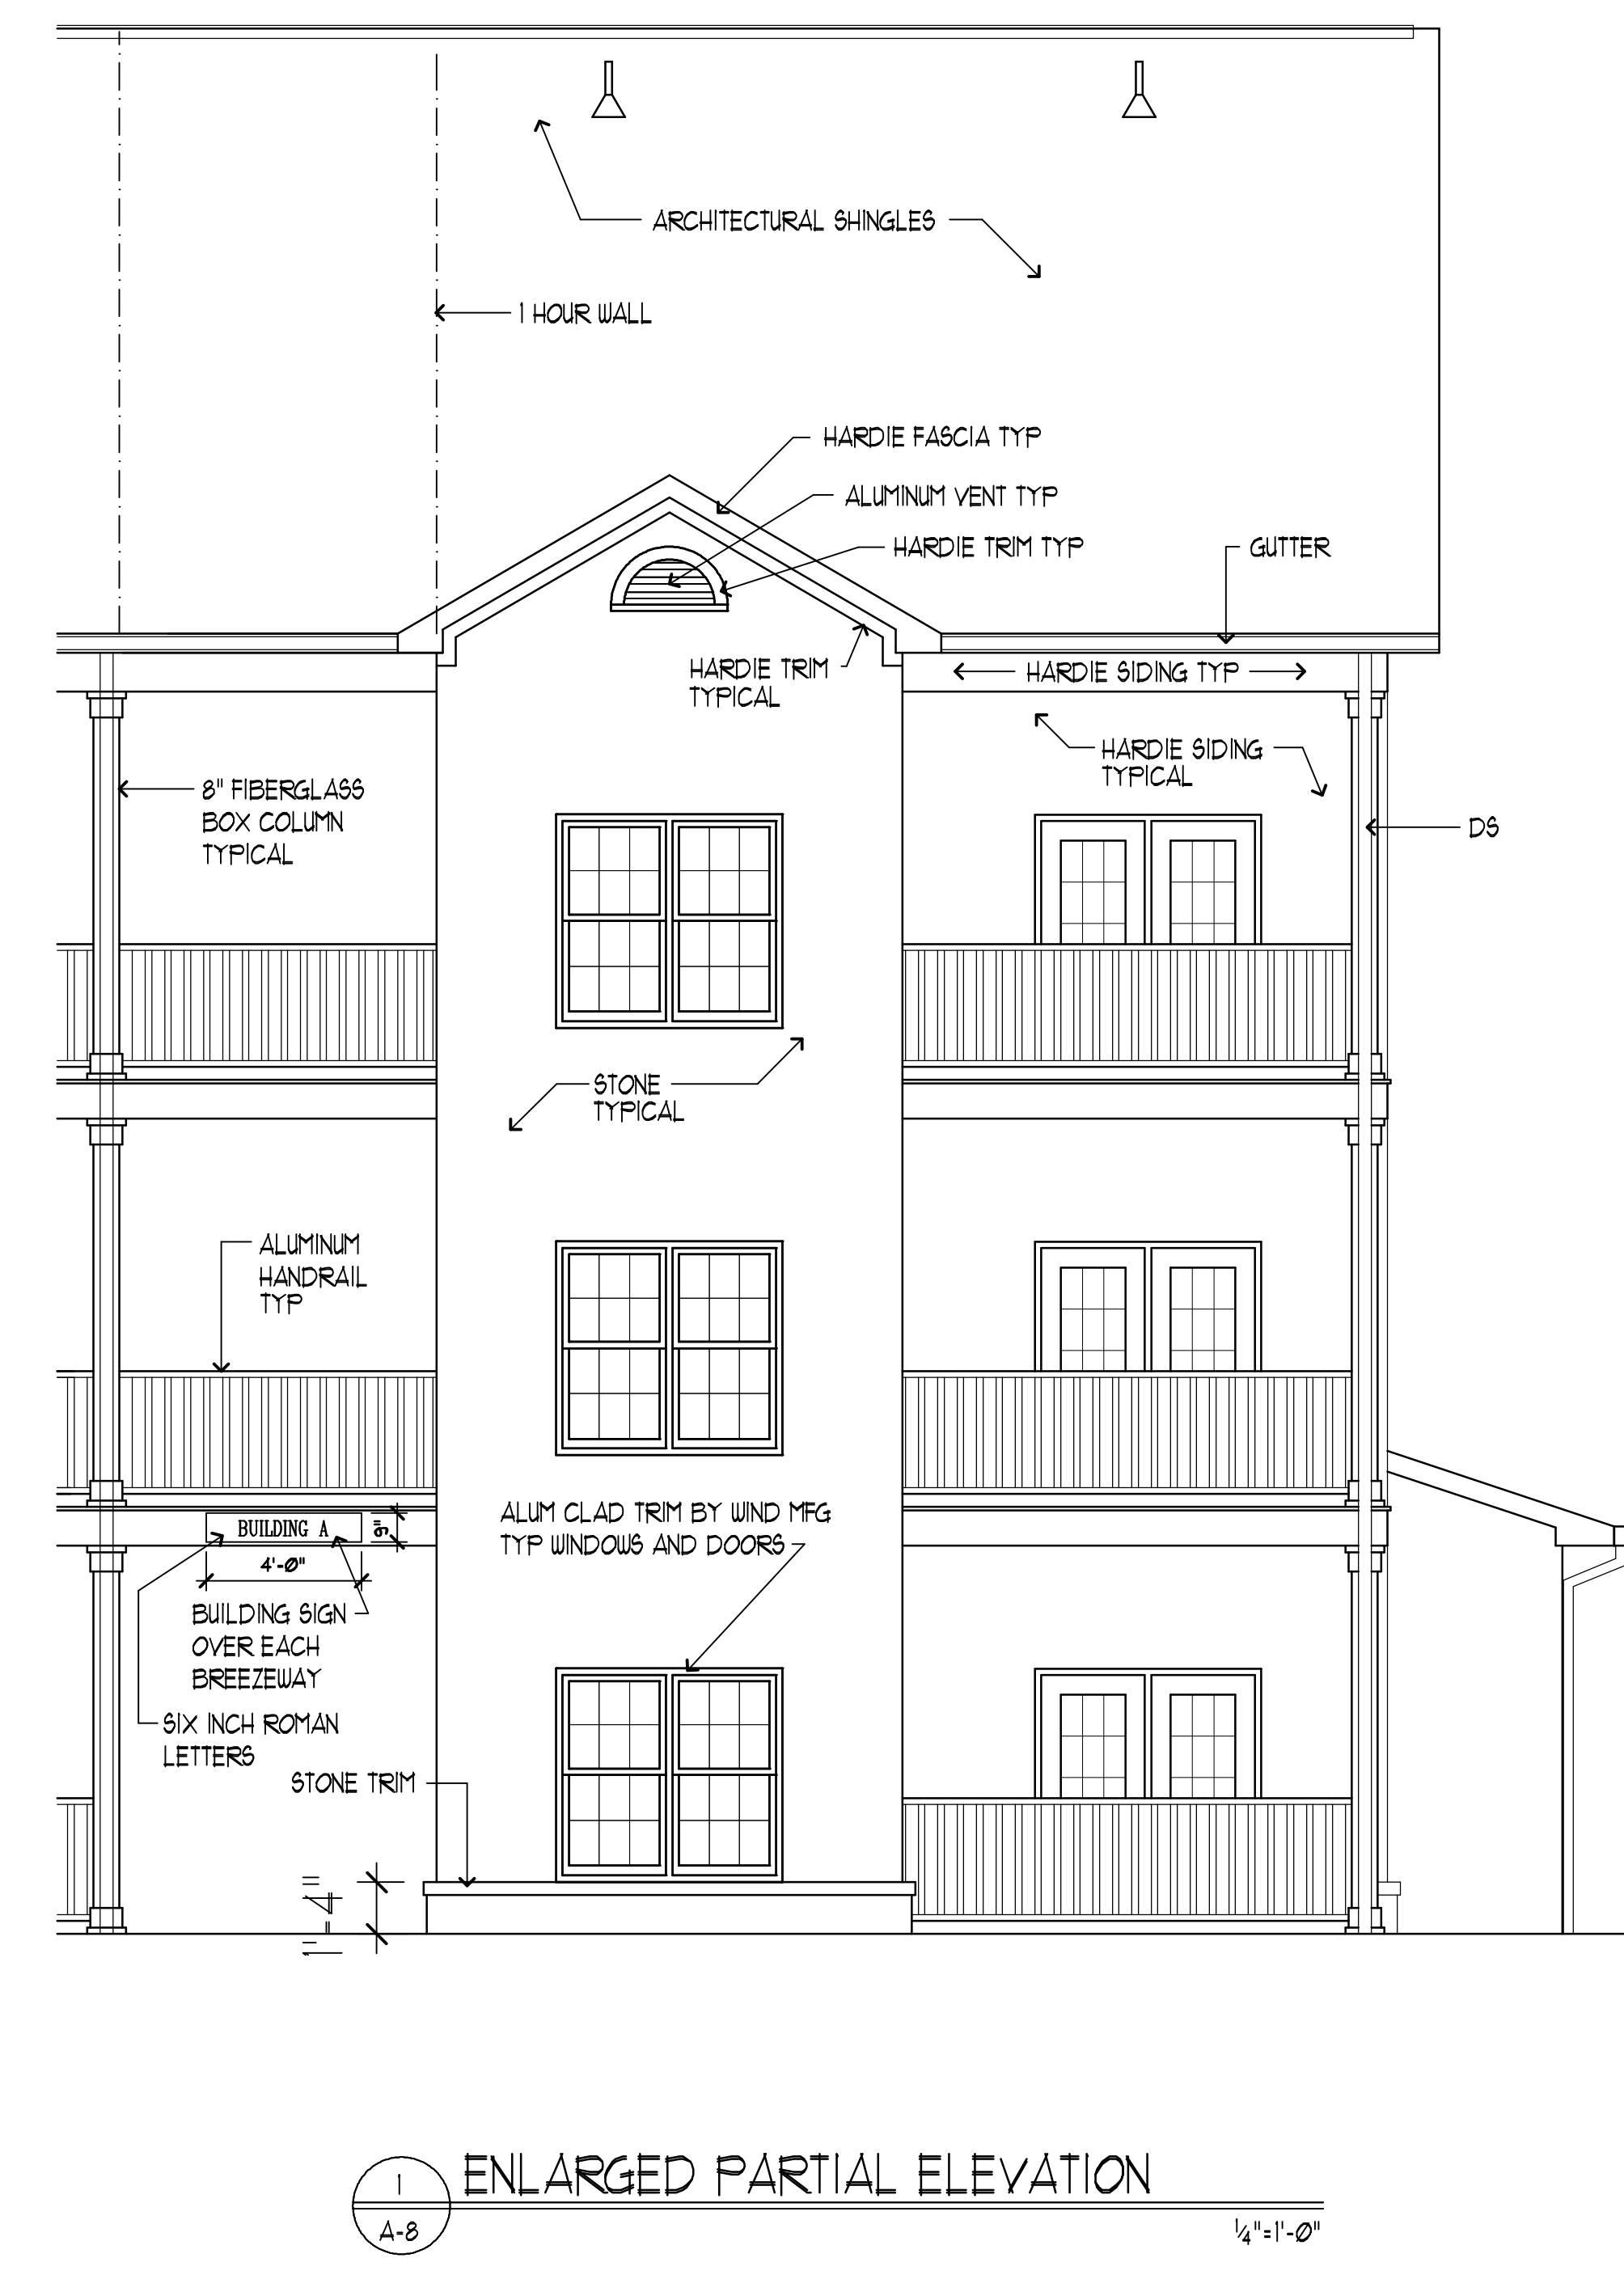 ARCHITECTURAL SHINGLES
1 HOUR WALL
HARDIE FASCIA TYP
ALUMINUM VENT TYP
HARDIE TRIM TYP
GUTTER
HARDIE TRIM
TYPICAL
HARDIE SIDING TYP
HARDIE SIDING
TYPICAL
8" FIBERGLASS
BOX COLUMN
TYPICAL
DS
STONE
TYPICAL
ALUMINUM
HANDRAIL
TYP
ALUM CLAD TRIM BY WIND MFG
TYP WINDOWS AND DOORS
BUILDING A
9"
4'-0"
BUILDING SIGN
OVER EACH
BREEZEWAY
SIX INCH ROMAN
LETTERS
STONE TRIM
1'-4"
1
A-8
ENLARGED PARTIAL ELEVATION
1/4"=1'-0"